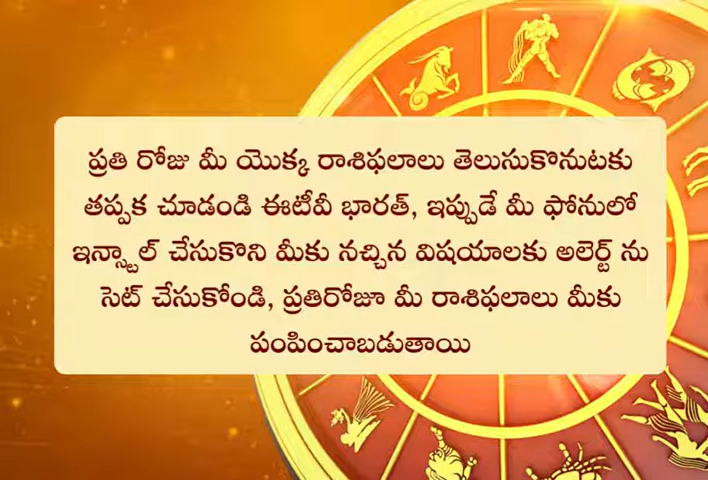 ప్రతి రోజు మీ యొక్క రాశిఫలాలు తెలుసుకొనుటకు
తప్పక చూడండి ఈటీవీ భారత్, ఇప్పుడే మీ ఫోనులో
ఇన్స్టాల్ చేసుకొని మీకు నచ్చిన విషయాలకు అలెర్ట్ ను
సెట్ చేసుకోండి, ప్రతిరోజూ మీ రాశిఫలాలు మీకు
పంపించాబడుతాయి